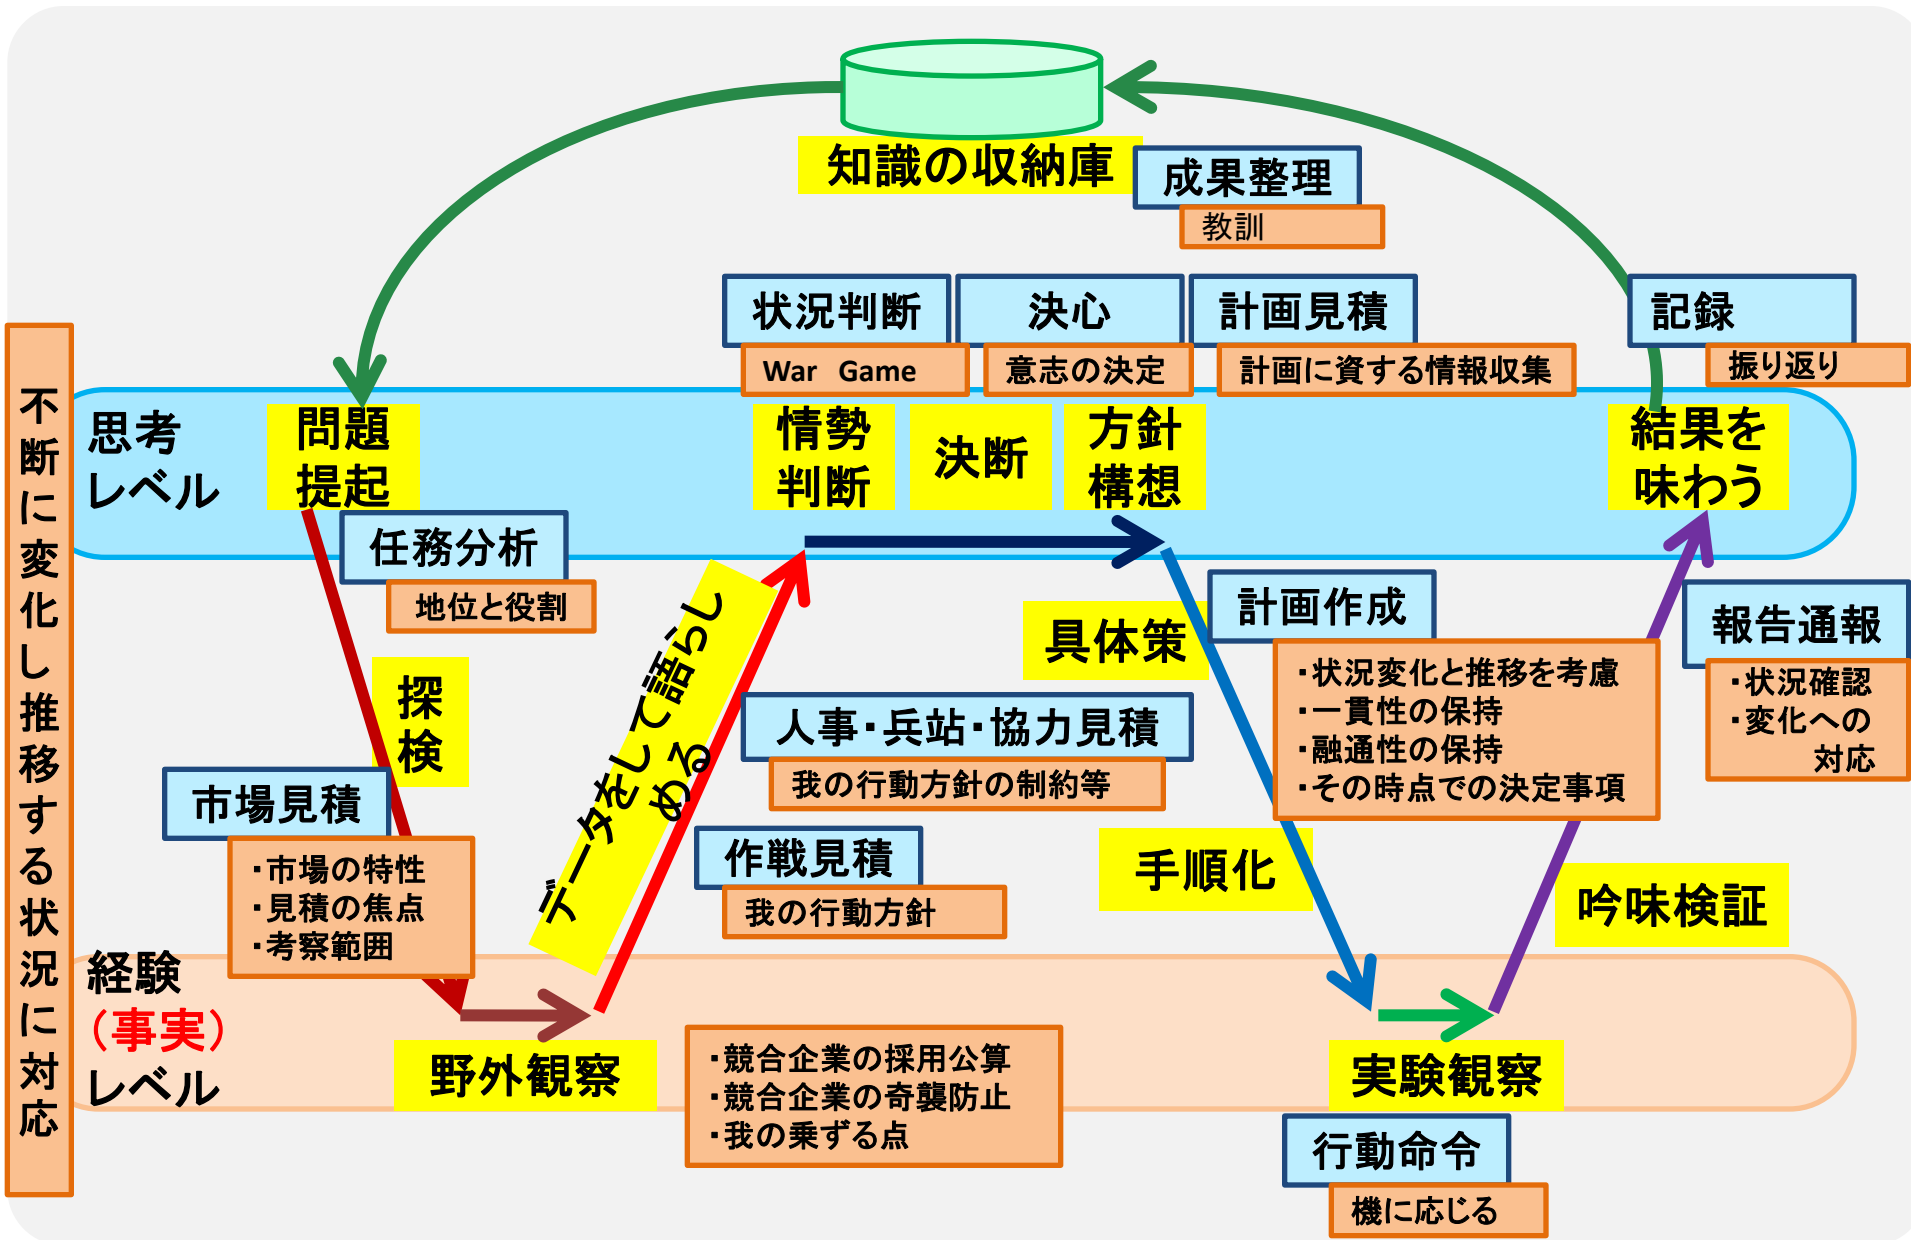 知識の収納庫
成果整理
教訓
状況判断
War Game
決心
意志の決定
計画見積
計画に資する情報収集
記録
振り返り
不断に変化し推移する状況に対応
思考
レベル
問題
提起
情勢
判断
決断
方針
構想
結果を
味わう
任務分析
地位と役割
探
検
データをして語らし
める
具体策
計画作成
・状況変化と推移を考慮
・一貫性の保持
・融通性の保持
・その時点での決定事項
報告通報
・状況確認
・変化への
対応
人事・兵站・協力見積
我の行動方針の制約等
市場見積
・市場の特性
・見積の焦点
・考察範囲
作戦見積
我の行動方針
手順化
吟味検証
経験
（事実）
レベル
野外観察
・競合企業の採用公算
・競合企業の奇襲防止
・我の乗ずる点
実験観察
行動命令
機に応じる